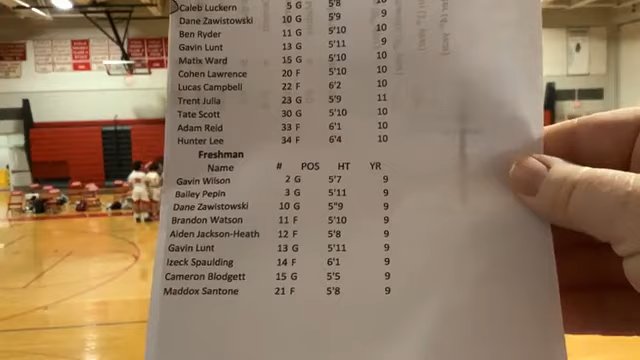 Caleb Luckern 5 G 5'8 10
Dane Zawistowski 10 G 5'9 9
Ben Ryder 11 G 5'10 10
Gavin Lunt 13 G 5'11 9
Matix Ward 15 G 5'10 10
Cohen Lawrence 20 F 5'10 10
Lucas Campbell 22 F 6'2 10
Trent Julia 23 G 5'9 11
Tate Scott 30 G 5'10 10
Adam Reid 33 F 6'1 10
Hunter Lee 34 F 6'4 10
Freshman
Name # POS HT YR
Gavin Wilson 2 G 5'7 9
Bailey Pepin 3 G 5'11 9
Dane Zawistowski 10 G 5"9 9
Brandon Watson 11 F 5'10 9
Aiden Jackson-Heath 12 F 5'8 9
Gavin Lunt 13 G 5'11 9
Izeck Spaulding 14 F 6'1 9
Cameron Blodgett 15 G 5'5 9
Maddox Santone 21 F 5'8 9